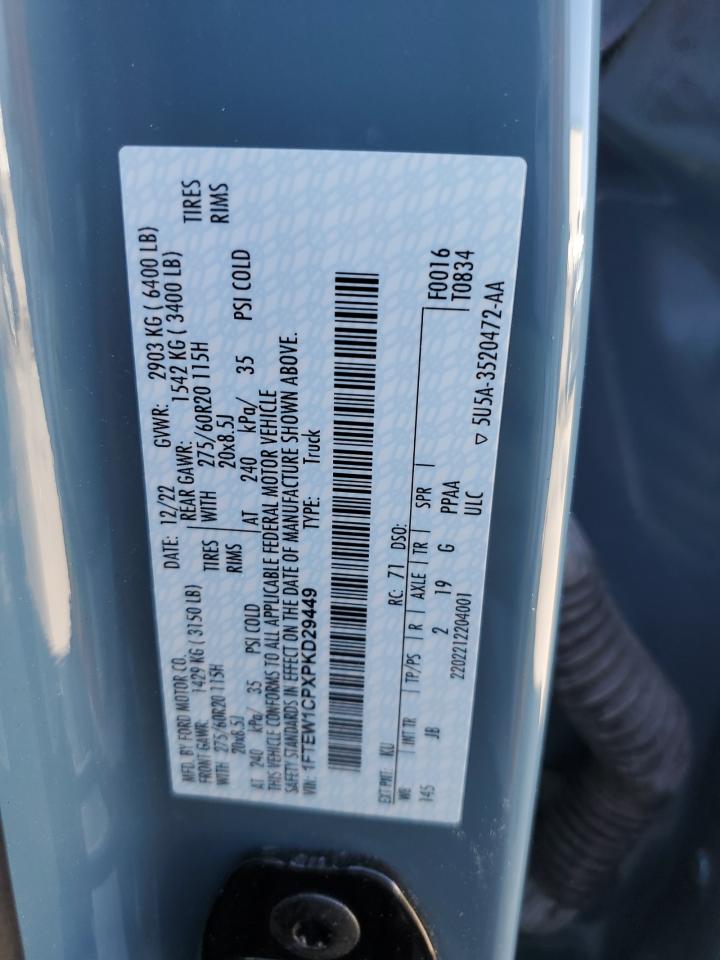 MFD. BY FORD MOTOR CO.
DATE: 12/22 GVWR: 2903 KG ( 6400 LB)
FRONT GAWR: 1429 KG ( 3150 LB) REAR GAWR: 1542 KG ( 3400 LB)
WITH 275/60R20 115H TIRES WITH 275/60R20 115H TIRES
20x8.5J RIMS 20x8.5J RIMS
AT 240 kPa/ 35 PSI COLD AT 240 kPa/ 35 PSI COLD
THIS VEHICLE CONFORMS TO ALL APPLICABLE FEDERAL MOTOR VEHICLE
SAFETY STANDARDS IN EFFECT ON THE DATE OF MANUFACTURE SHOWN ABOVE.
VIN: 1FTEW1CPXPKD29449 TYPE: Truck
EXT PNT: KU RC: 71 DSO:
WB INT TR TP/PS R AXLE TR SPR F0016
145 JB 2 19 G PPAA T0834
2202212204001 ULC ▽ 5U5A-3520472-AA